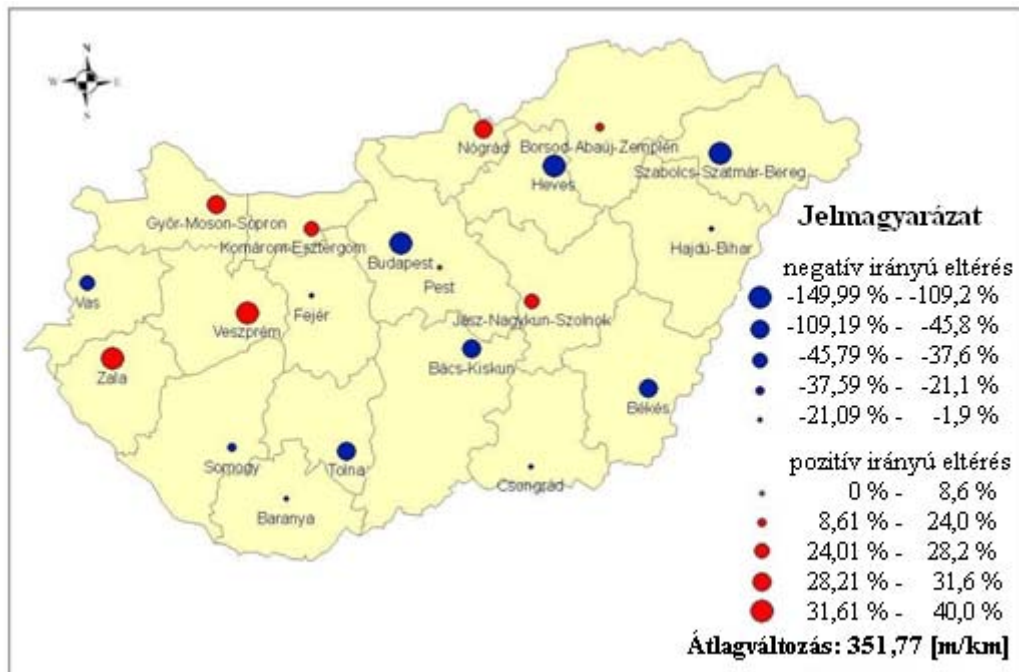 N
W E
S
Nógrád
Borsod-Abaúj-Zemplén
Heves
Szabolcs-Szatmár-Bereg
Győr-Moson-Sopron
Komárom-Esztergom
Budapest
Pest
Hajdú-Bihar
Vas
Veszprém
Fejér
Jász-Nagykun-Szolnok
Zala
Bács-Kiskun
Békés
Somogy
Tolna
Csongrád
Baranya
Jelmagyarázat
negatív irányú eltérés
-149,99 % - -109,2 %
-109,19 % - -45,8 %
-45,79 % - -37,6 %
-37,59 % - -21,1 %
-21,09 % - -1,9 %
pozitív irányú eltérés
0 % - 8,6 %
8,61 % - 24,0 %
24,01 % - 28,2 %
28,21 % - 31,6 %
31,61 % - 40,0 %
Átlagváltozás: 351,77 [m/km]